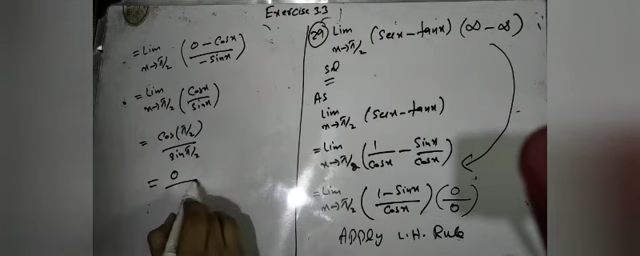 Exercise 3.3
= Lim x→π/2 (0 - Cosx / -Sinx)
= Lim x→π/2 (Cosx / Sinx)
= Cos(π/2) / Sin π/2
= 0
(29) Lim x→π/2 (Secx - tanx) (∞ - ∞)
Sol
AS
Lim x→π/2 (Secx - tanx)
= Lim x→π/2 (1/Cosx - Sinx/Cosx)
= Lim x→π/2 (1 - Sinx / Cosx) (0/0)
APPly L.H. Rule